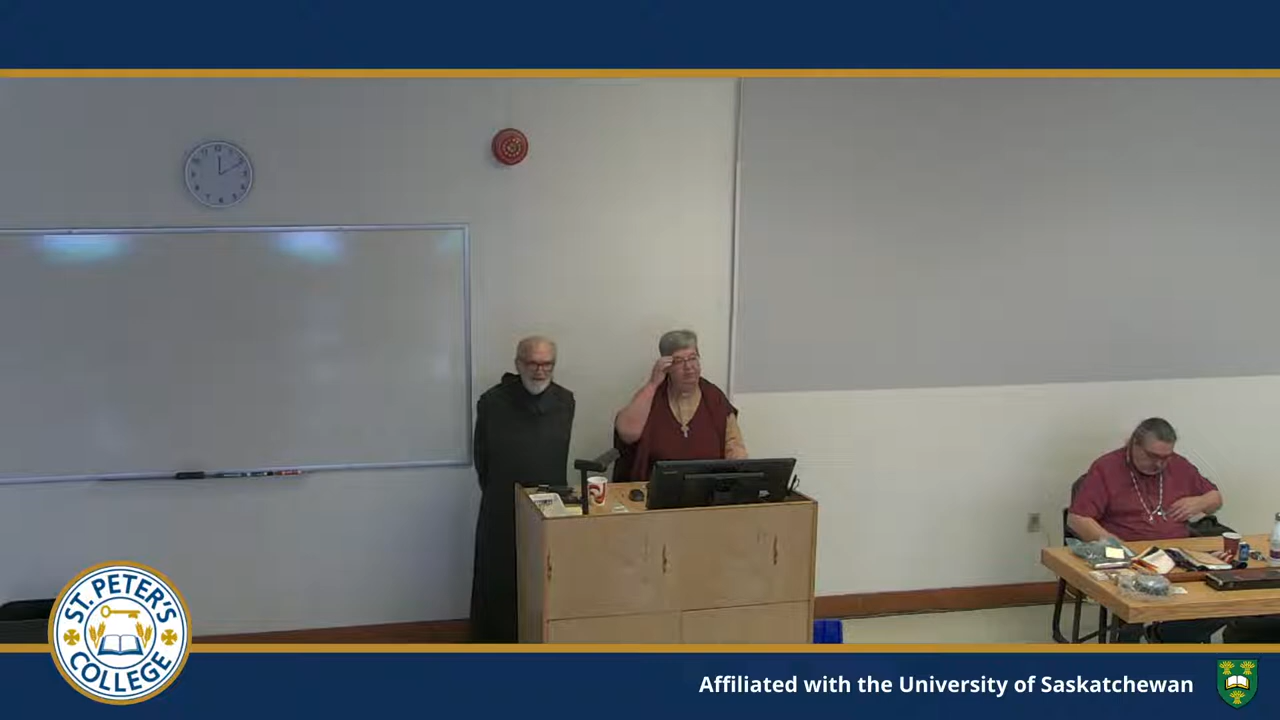 ST. PETER'S
COLLEGE
Affiliated with the University of Saskatchewan